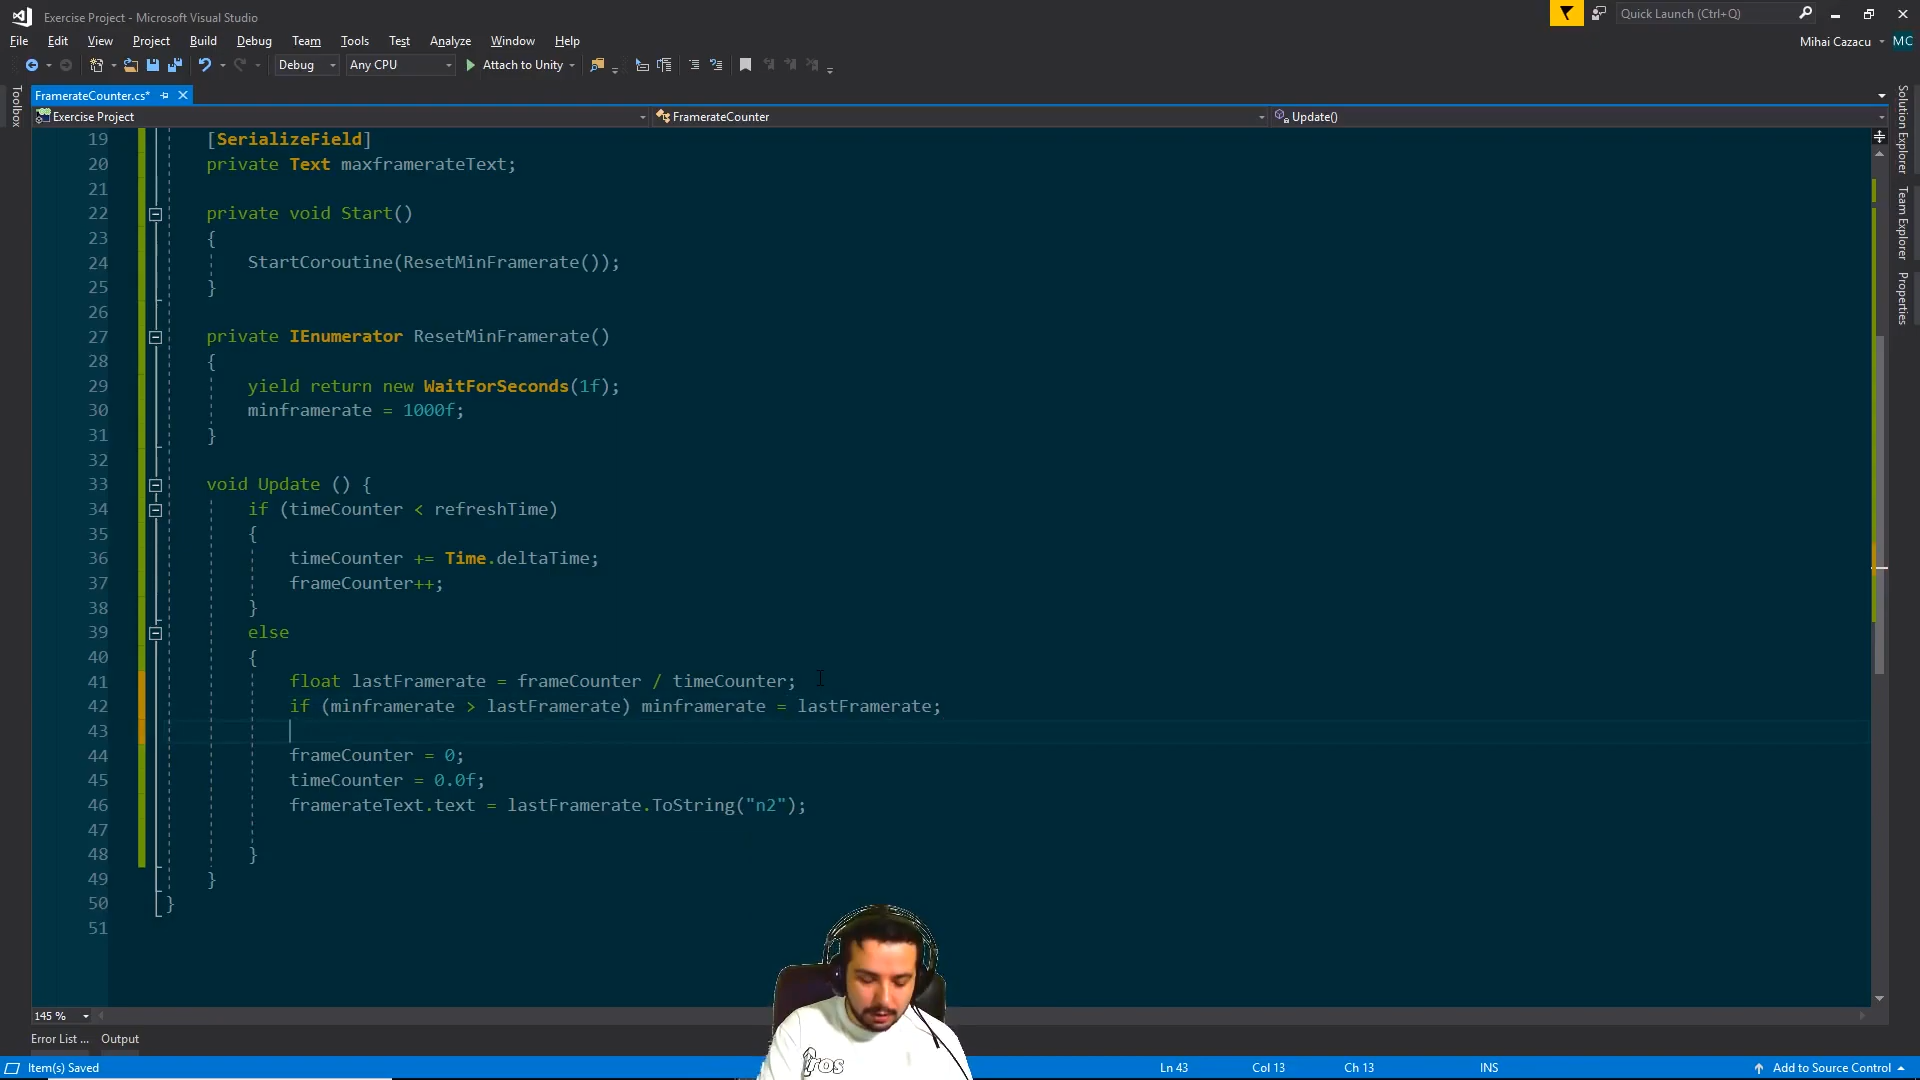 Exercise Project - Microsoft Visual Studio
Quick Launch (Ctrl+Q)
File Edit View Project Build Debug Team Tools Test Analyze Window Help
Mihai Cazacu MC
Debug Any CPU Attach to Unity
Toolbox
FramerateCounter.cs*
Exercise Project FramerateCounter Update()
19 [SerializeField]
20 private Text maxframerateText;
21
22 private void Start()
23 {
24 StartCoroutine(ResetMinFramerate());
25 }
26
27 private IEnumerator ResetMinFramerate()
28 {
29 yield return new WaitForSeconds(1f);
30 minframerate = 1000f;
31 }
32
33 void Update () {
34 if (timeCounter < refreshTime)
35 {
36 timeCounter += Time.deltaTime;
37 frameCounter++;
38 }
39 else
40 {
41 float lastFramerate = frameCounter / timeCounter;
42 if (minframerate > lastFramerate) minframerate = lastFramerate;
43
44 frameCounter = 0;
45 timeCounter = 0.0f;
46 framerateText.text = lastFramerate.ToString("n2");
47
48 }
49 }
50 }
51
Solution Explorer
Team Explorer
Properties
145 %
Error List ... Output
Item(s) Saved Ln 43 Col 13 Ch 13 INS Add to Source Control